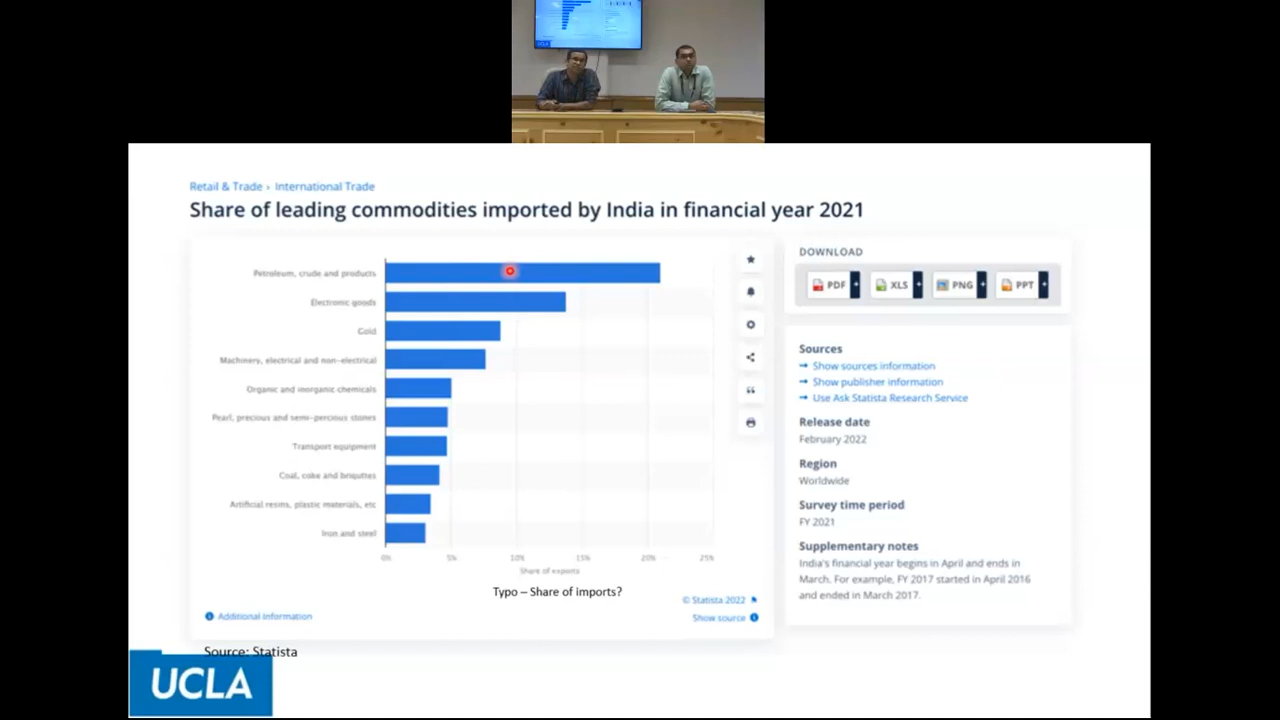 Retail & Trade › International Trade
Share of leading commodities imported by India in financial year 2021
Petroleum, crude and products
Electronic goods
Gold
Machinery, electrical and non-electrical
Organic and inorganic chemicals
Pearl, precious and semi-percious stones
Transport equipment
Coal, coke and briquttes
Artificial resins, plastic materials, etc
Iron and steel
0% 5% 10% 15% 20% 25%
Share of exports
Typo – Share of imports?
© Statista 2022
Additional Information
Show source
DOWNLOAD
PDF + XLS + PNG + PPT +
Sources
Show sources information
Show publisher information
Use Ask Statista Research Service
Release date
February 2022
Region
Worldwide
Survey time period
FY 2021
Supplementary notes
India's financial year begins in April and ends in
March. For example, FY 2017 started in April 2016
and ended in March 2017.
Source: Statista
UCLA